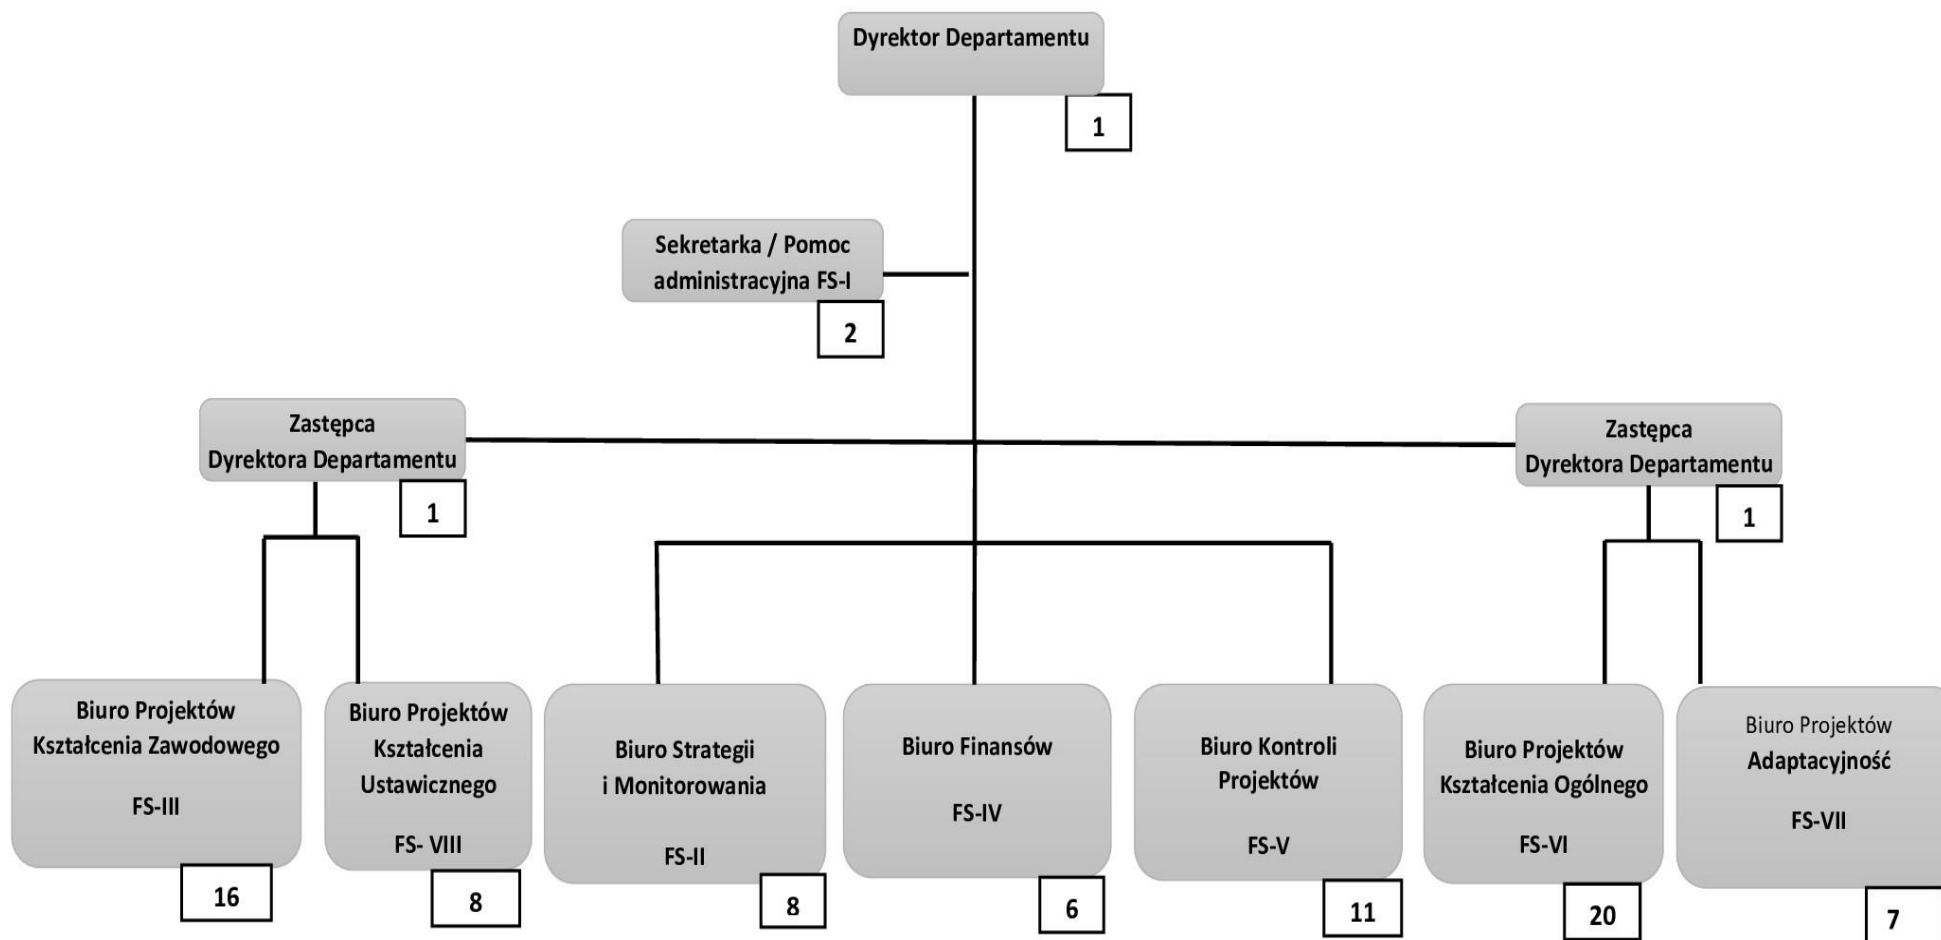 Dyrektor Departamentu
1
Sekretarka / Pomoc
administracyjna FS-I
2
Zastępca
Dyrektora Departamentu
1
Zastępca
Dyrektora Departamentu
1
Biuro Projektów
Kształcenia Zawodowego
FS-III
16
Biuro Projektów
Kształcenia
Ustawicznego
FS- VIII
8
Biuro Strategii
i Monitorowania
FS-II
8
Biuro Finansów
FS-IV
6
Biuro Kontroli
Projektów
FS-V
11
Biuro Projektów
Kształcenia Ogólnego
FS-VI
20
Biuro Projektów
Adaptacyjność
FS-VII
7